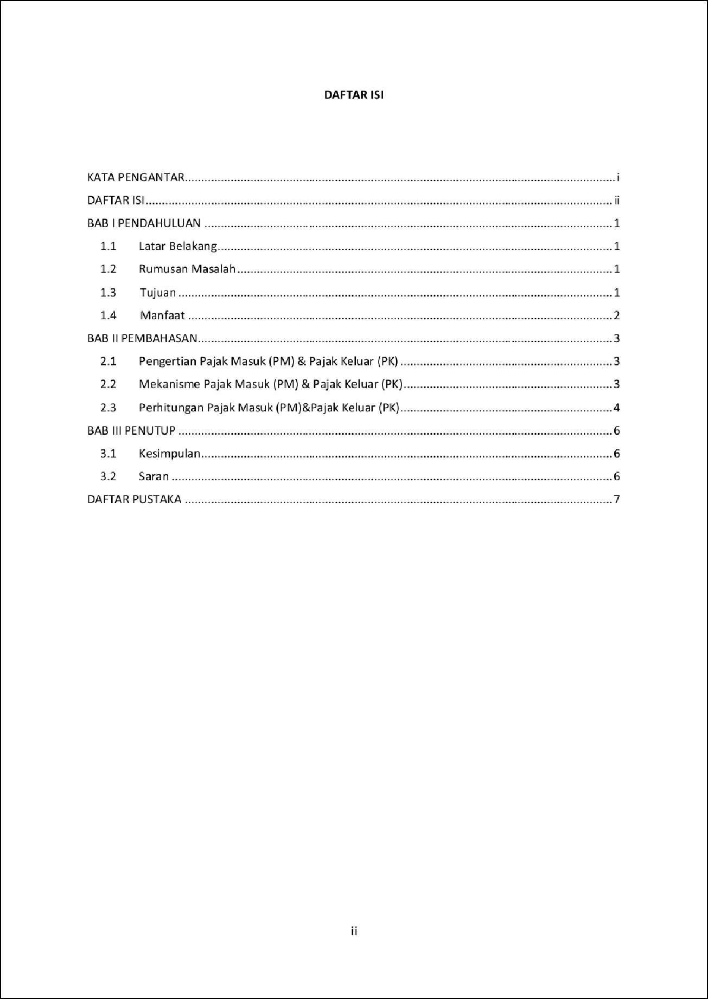 DAFTAR ISI
KATA PENGANTAR.....................................................................................................................................i
DAFTAR ISI................................................................................................................................................ii
BAB I PENDAHULUAN ..............................................................................................................................1
1.1 Latar Belakang..........................................................................................................................1
1.2 Rumusan Masalah....................................................................................................................1
1.3 Tujuan ......................................................................................................................................1
1.4 Manfaat ...................................................................................................................................2
BAB II PEMBAHASAN................................................................................................................................3
2.1 Pengertian Pajak Masuk (PM) & Pajak Keluar (PK) .................................................................3
2.2 Mekanisme Pajak Masuk (PM) & Pajak Keluar (PK)................................................................3
2.3 Perhitungan Pajak Masuk (PM)&Pajak Keluar (PK).................................................................4
BAB III PENUTUP ......................................................................................................................................6
3.1 Kesimpulan...............................................................................................................................6
3.2 Saran ........................................................................................................................................6
DAFTAR PUSTAKA ....................................................................................................................................7
ii